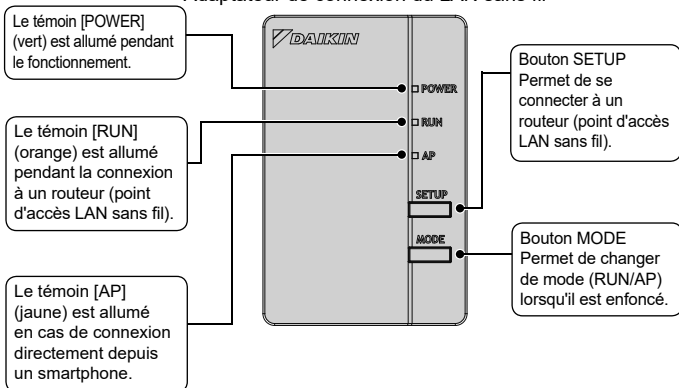 Adaptateur de connexion du LAN sans fil
Le témoin [POWER]
(vert) est allumé pendant
le fonctionnement.
Le témoin [RUN]
(orange) est allumé
pendant la connexion
à un routeur (point
d'accès LAN sans fil).
Le témoin [AP]
(jaune) est allumé
en cas de connexion
directement depuis
un smartphone.
DAIKIN
POWER
RUN
AP
SETUP
MODE
Bouton SETUP
Permet de se
connecter à un
routeur (point d'accès
LAN sans fil).
Bouton MODE
Permet de changer
de mode (RUN/AP)
lorsqu'il est enfoncé.